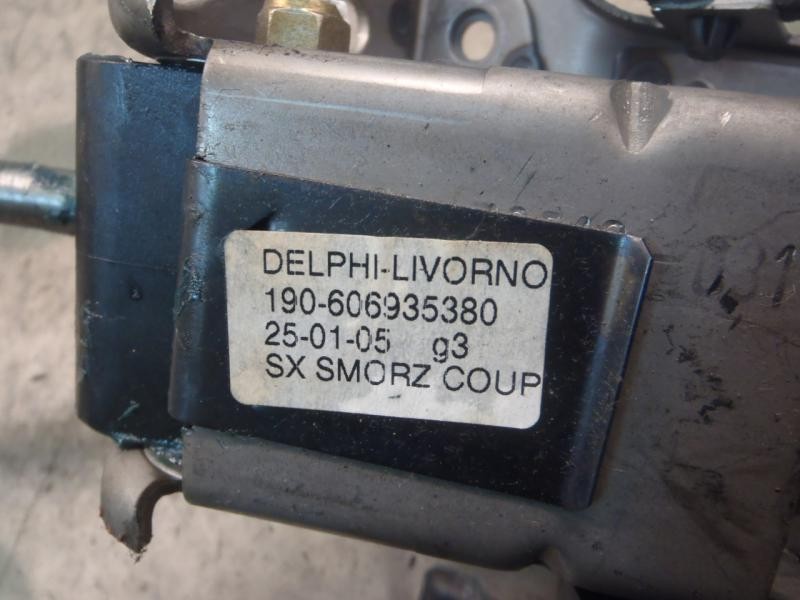 DELPHI-LIVORNO
190-606935380
25-01-05 g3
SX SMORZ COUP